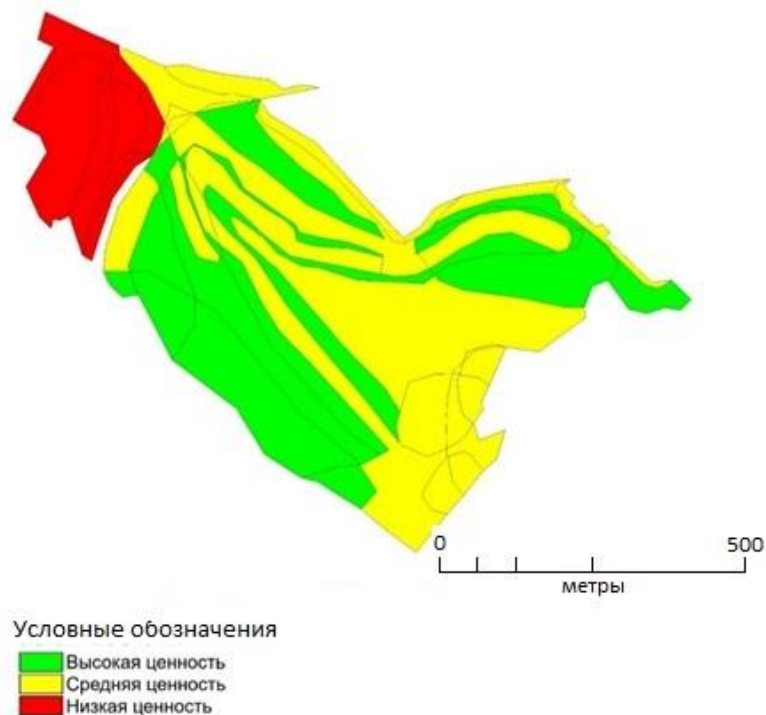 0 500
метры
Условные обозначения
Высокая ценность
Средняя ценность
Низкая ценность